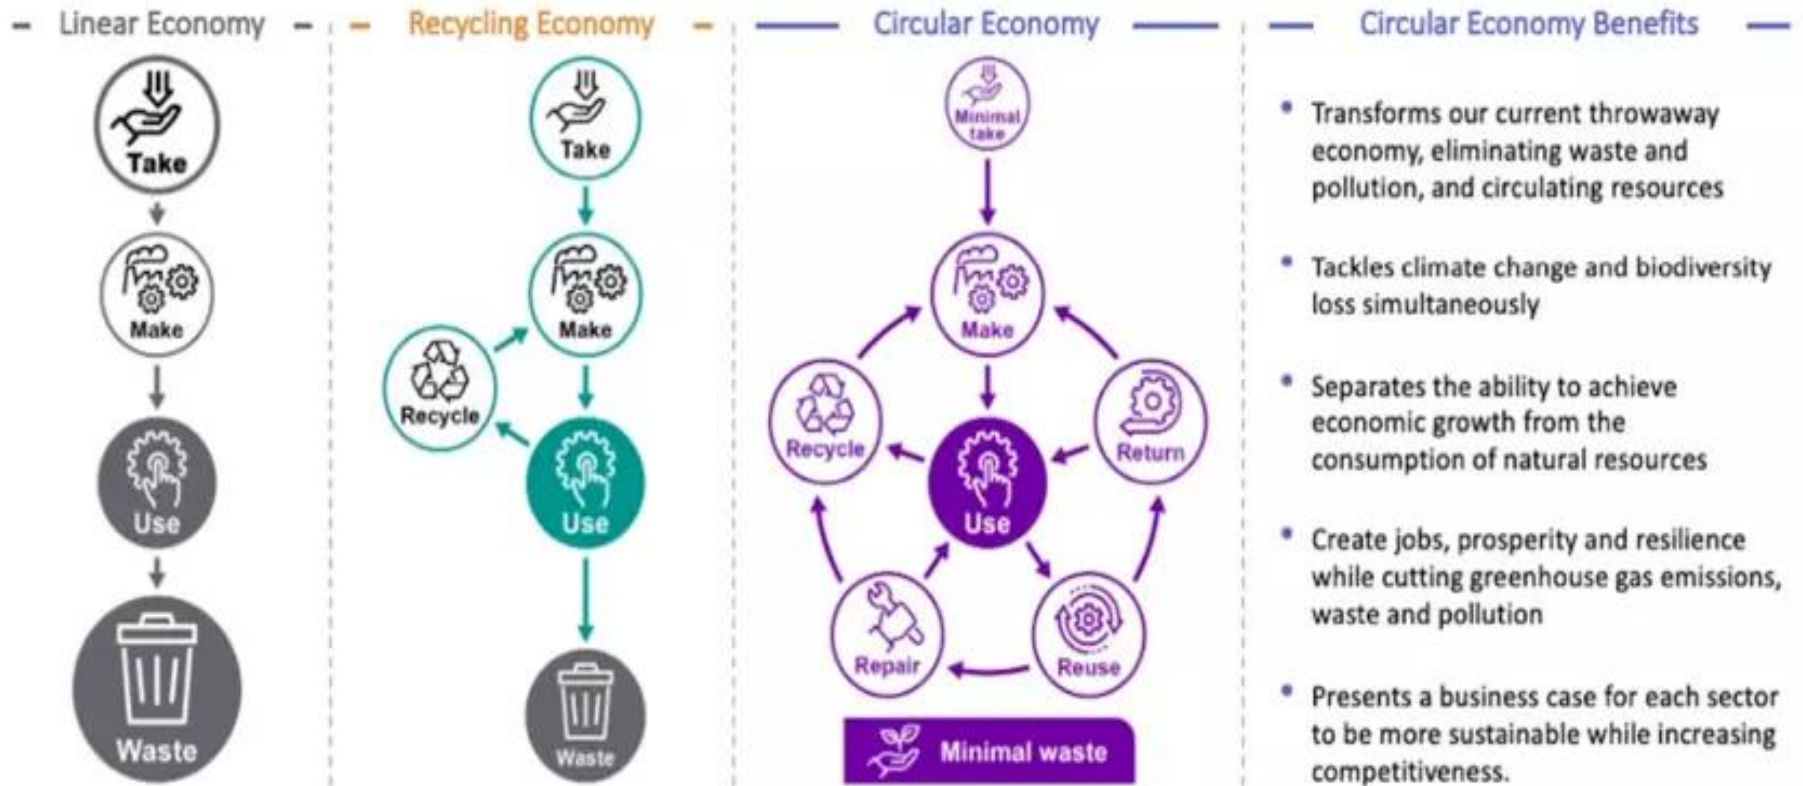 Linear Economy
Take
Make
Use
Waste
Recycling Economy
Take
Make
Recycle
Use
Waste
Circular Economy
Minimal
take
Make
Recycle
Return
Use
Repair
Reuse
Minimal waste
Circular Economy Benefits
• Transforms our current throwaway
economy, eliminating waste and
pollution, and circulating resources
• Tackles climate change and biodiversity
loss simultaneously
• Separates the ability to achieve
economic growth from the
consumption of natural resources
• Create jobs, prosperity and resilience
while cutting greenhouse gas emissions,
waste and pollution
• Presents a business case for each sector
to be more sustainable while increasing
competitiveness.